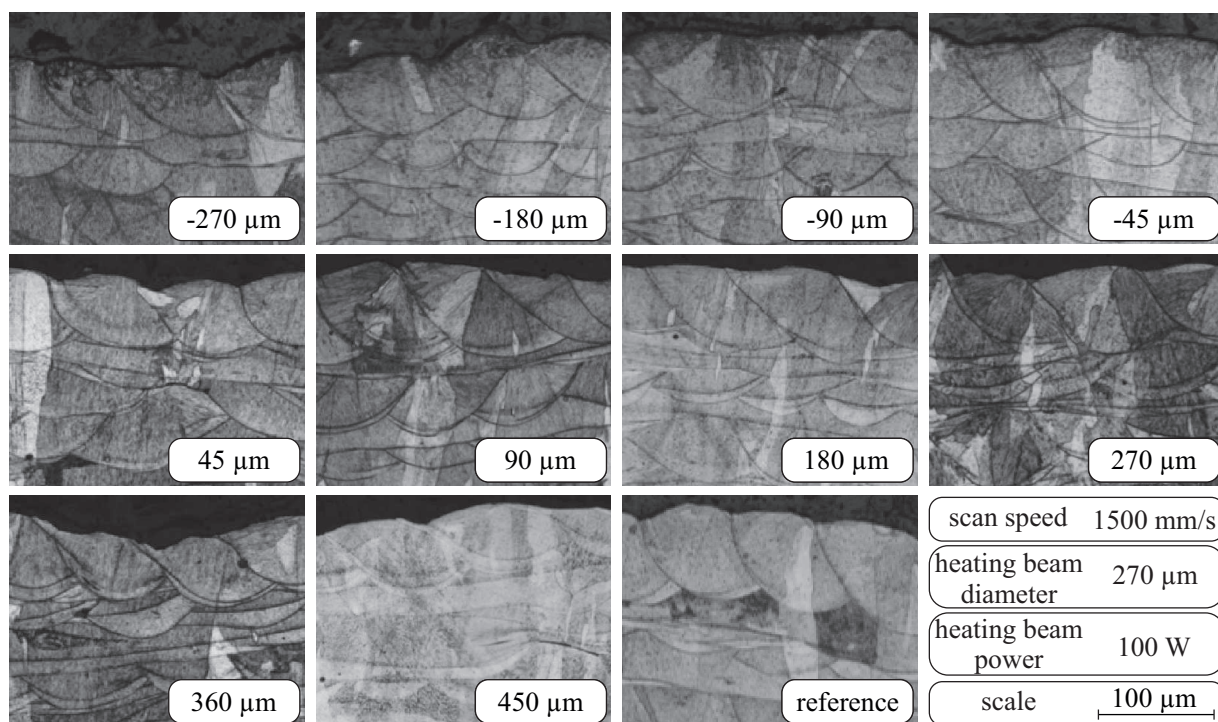 -270 µm
-180 µm
-90 µm
-45 µm
45 µm
90 µm
180 µm
270 µm
360 µm
450 µm
reference
scan speed 1500 mm/s
heating beam
diameter 270 µm
heating beam
power 100 W
scale 100 µm